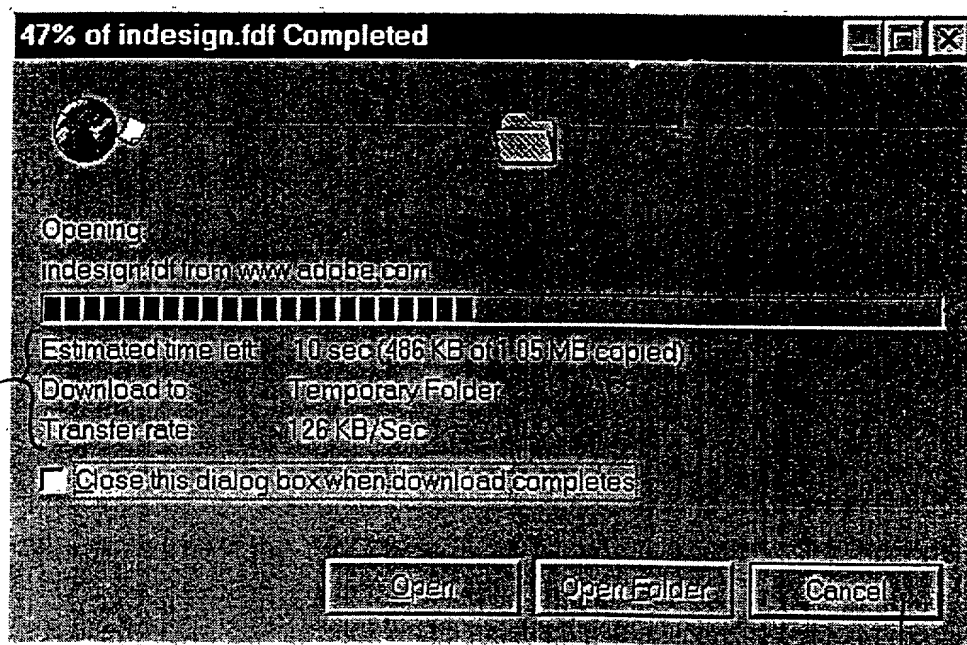 47% of indesign.fdf Completed
Opening:
indesign.fdf from www.adobe.com
Estimated time left: 10 sec (486 KB of 1.05 MB copied)
Download to: Temporary Folder
Transfer rate: 126 KB/Sec
Close this dialog box when download completes
Open Open Folder Cancel